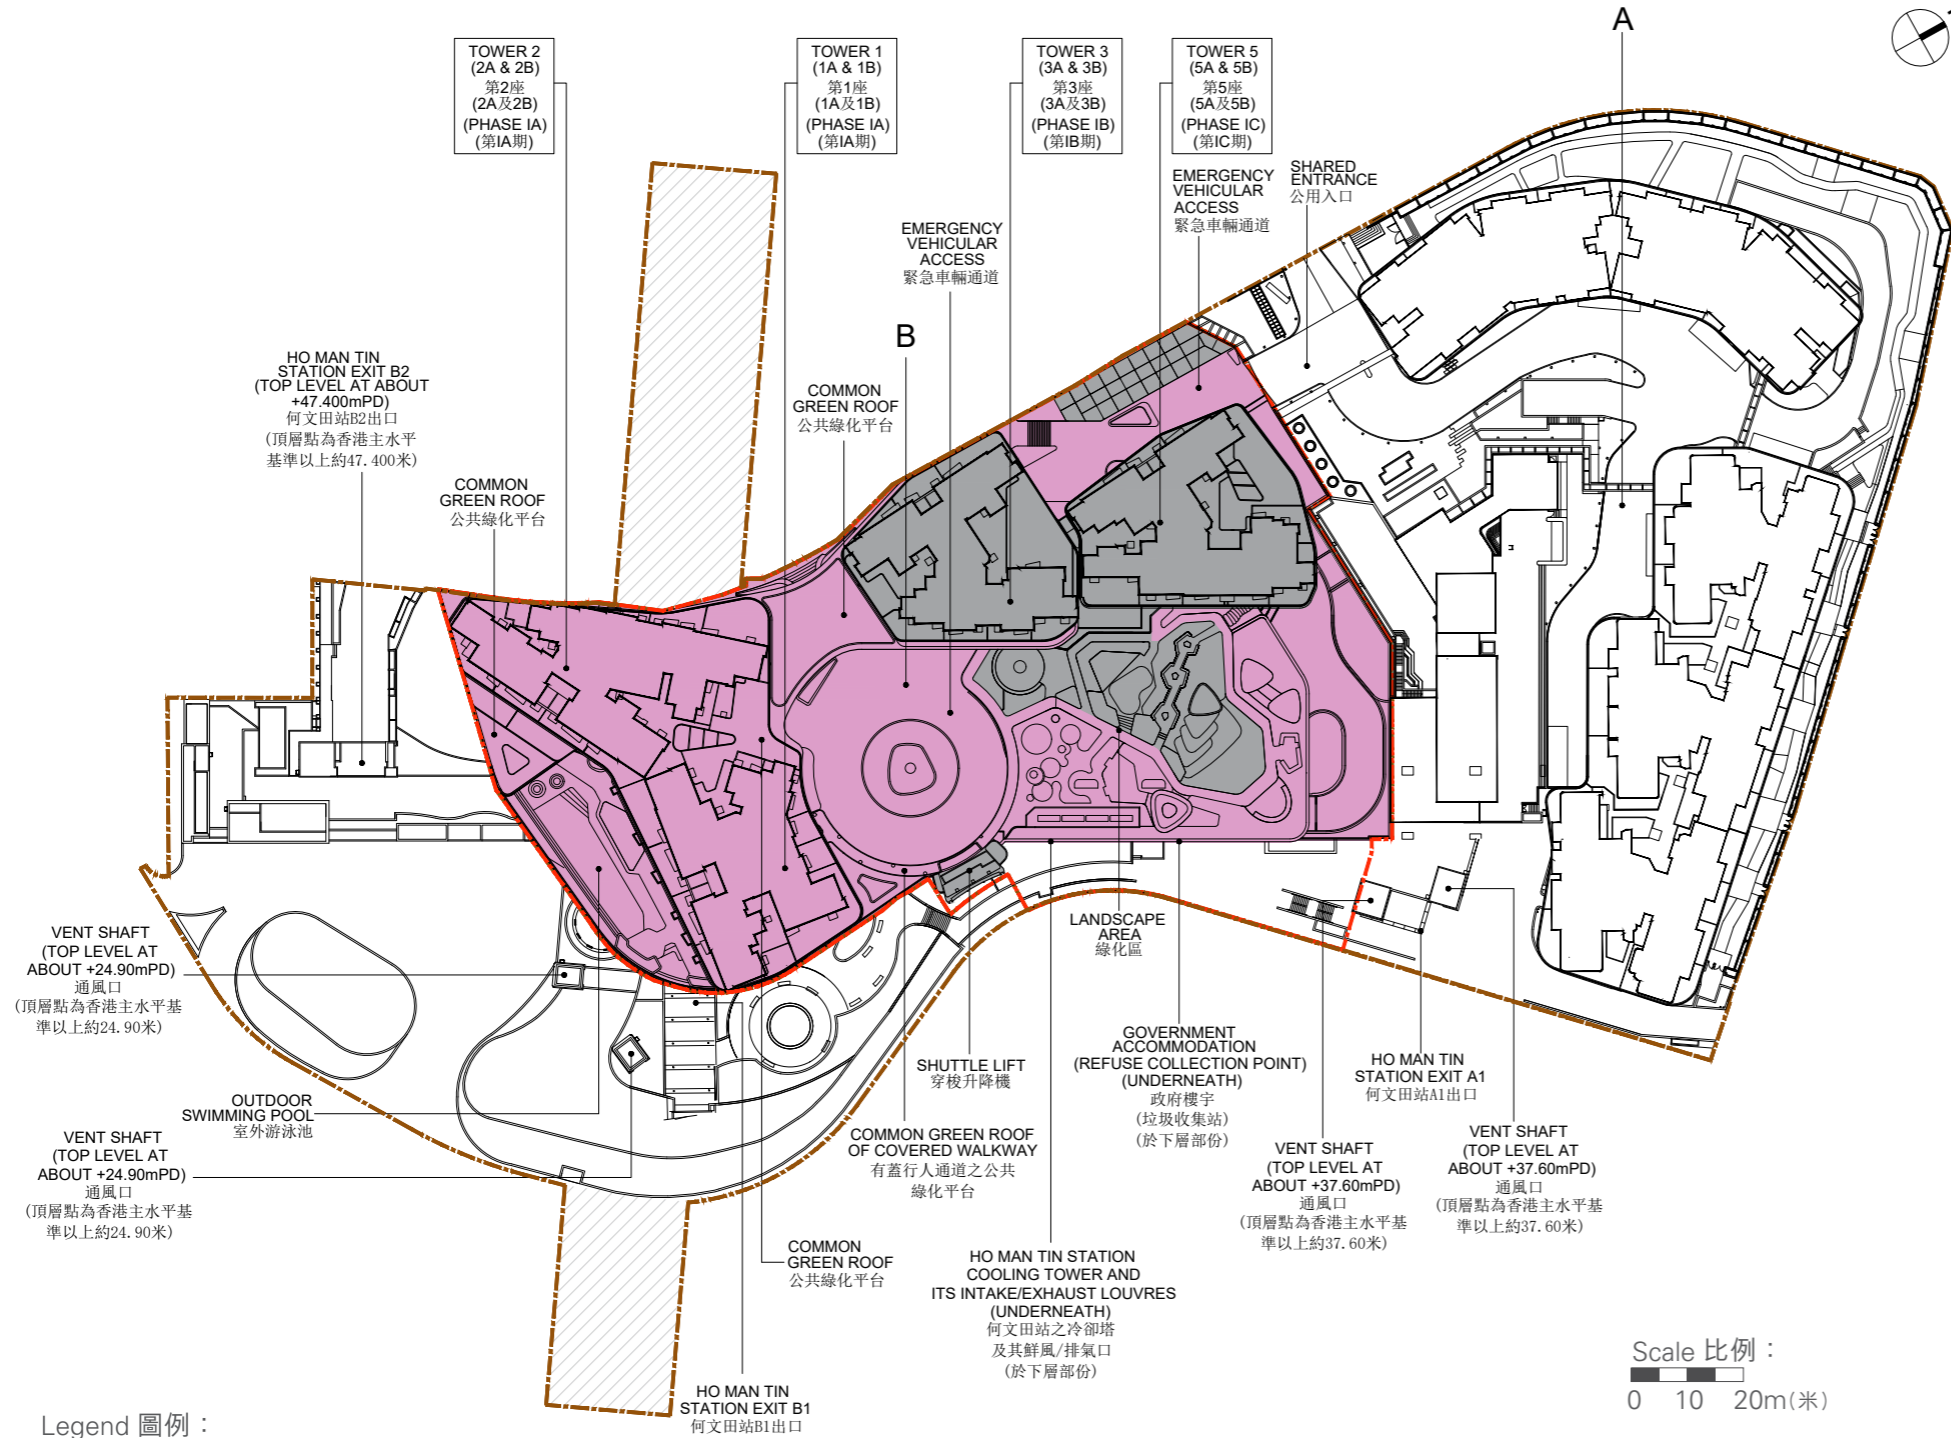 A
TOWER 2
(2A & 2B)
第2座
(2A及2B)
(PHASE IA)
(第IA期)
TOWER 1
(1A & 1B)
第1座
(1A及1B)
(PHASE IA)
(第IA期)
TOWER 3
(3A & 3B)
第3座
(3A及3B)
(PHASE IB)
(第IB期)
TOWER 5
(5A & 5B)
第5座
(5A及5B)
(PHASE IC)
(第IC期)
EMERGENCY
VEHICULAR
ACCESS
緊急車輛通道
SHARED
ENTRANCE
公用入口
EMERGENCY
VEHICULAR
ACCESS
緊急車輛通道
B
HO MAN TIN
STATION EXIT B2
(TOP LEVEL AT ABOUT
+47.400mPD)
何文田站B2出口
(頂層點為香港主水平
基準以上約47.400米)
COMMON
GREEN ROOF
公共綠化平台
COMMON
GREEN ROOF
公共綠化平台
VENT SHAFT
(TOP LEVEL AT
ABOUT +24.90mPD)
通風口
(頂層點為香港主水平基
準以上約24.90米)
OUTDOOR
SWIMMING POOL
室外游泳池
VENT SHAFT
(TOP LEVEL AT
ABOUT +24.90mPD)
通風口
(頂層點為香港主水平基
準以上約24.90米)
LANDSCAPE
AREA
綠化區
SHUTTLE LIFT
穿梭升降機
GOVERNMENT
ACCOMMODATION
(REFUSE COLLECTION POINT)
(UNDERNEATH)
政府樓宇
(垃圾收集站)
(於下層部份)
HO MAN TIN
STATION EXIT A1
何文田站A1出口
COMMON GREEN ROOF
OF COVERED WALKWAY
有蓋行人通道之公共
綠化平台
VENT SHAFT
(TOP LEVEL AT
ABOUT +37.60mPD)
通風口
(頂層點為香港主水平基
準以上約37.60米)
VENT SHAFT
(TOP LEVEL AT
ABOUT +37.60mPD)
通風口
(頂層點為香港主水平基
準以上約37.60米)
COMMON
GREEN ROOF
公共綠化平台
HO MAN TIN STATION
COOLING TOWER AND
ITS INTAKE/EXHAUST LOUVRES
(UNDERNEATH)
何文田站之冷卻塔
及其鮮風/排氣口
(於下層部份)
HO MAN TIN
STATION EXIT B1
何文田站B1出口
Scale 比例：
0 10 20m(米)
Legend 圖例：